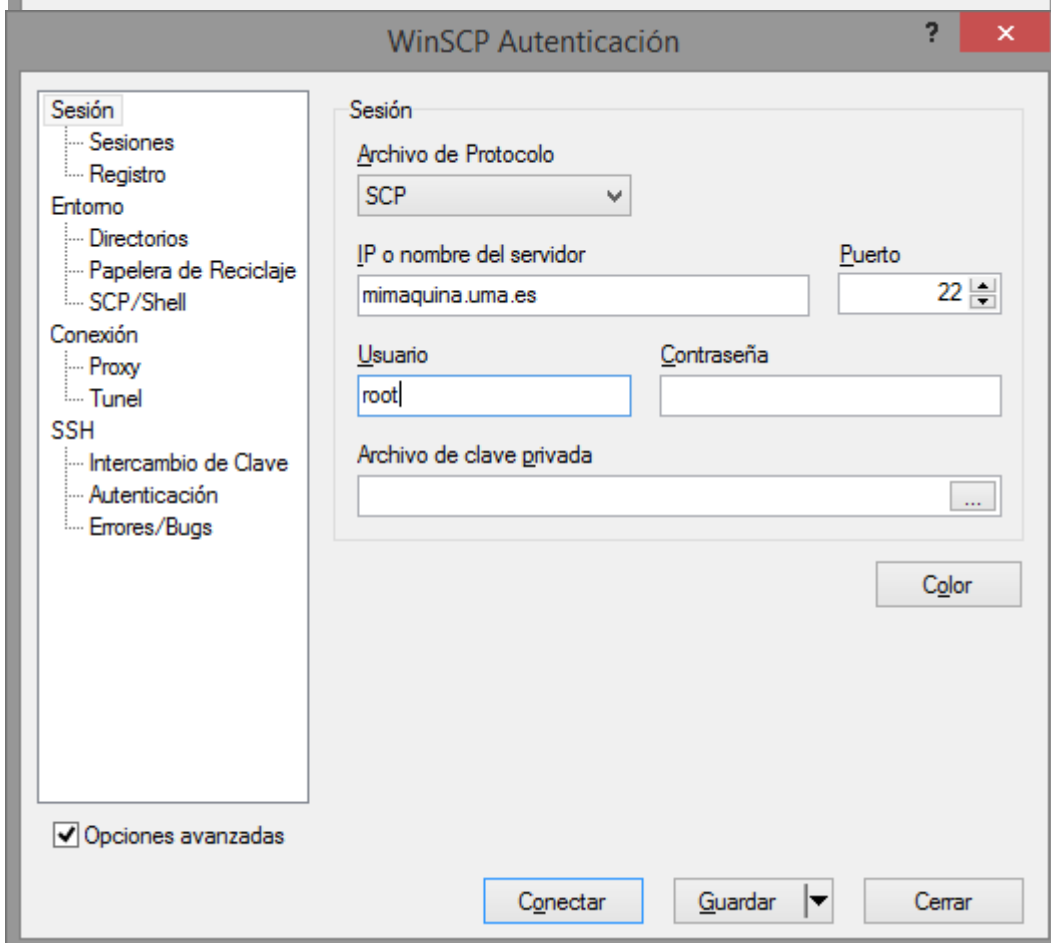 WinSCP Autenticación
?
Sesión
Sesiones
Registro
Entorno
Directorios
Papelera de Reciclaje
SCP/Shell
Conexión
Proxy
Tunel
SSH
Intercambio de Clave
Autenticación
Errores/Bugs
Opciones avanzadas
Sesión
Archivo de Protocolo
SCP
IP o nombre del servidor
Puerto
mimaquina.uma.es
22
Usuario
Contraseña
root
Archivo de clave privada
...
Color
Conectar
Guardar
Cerrar